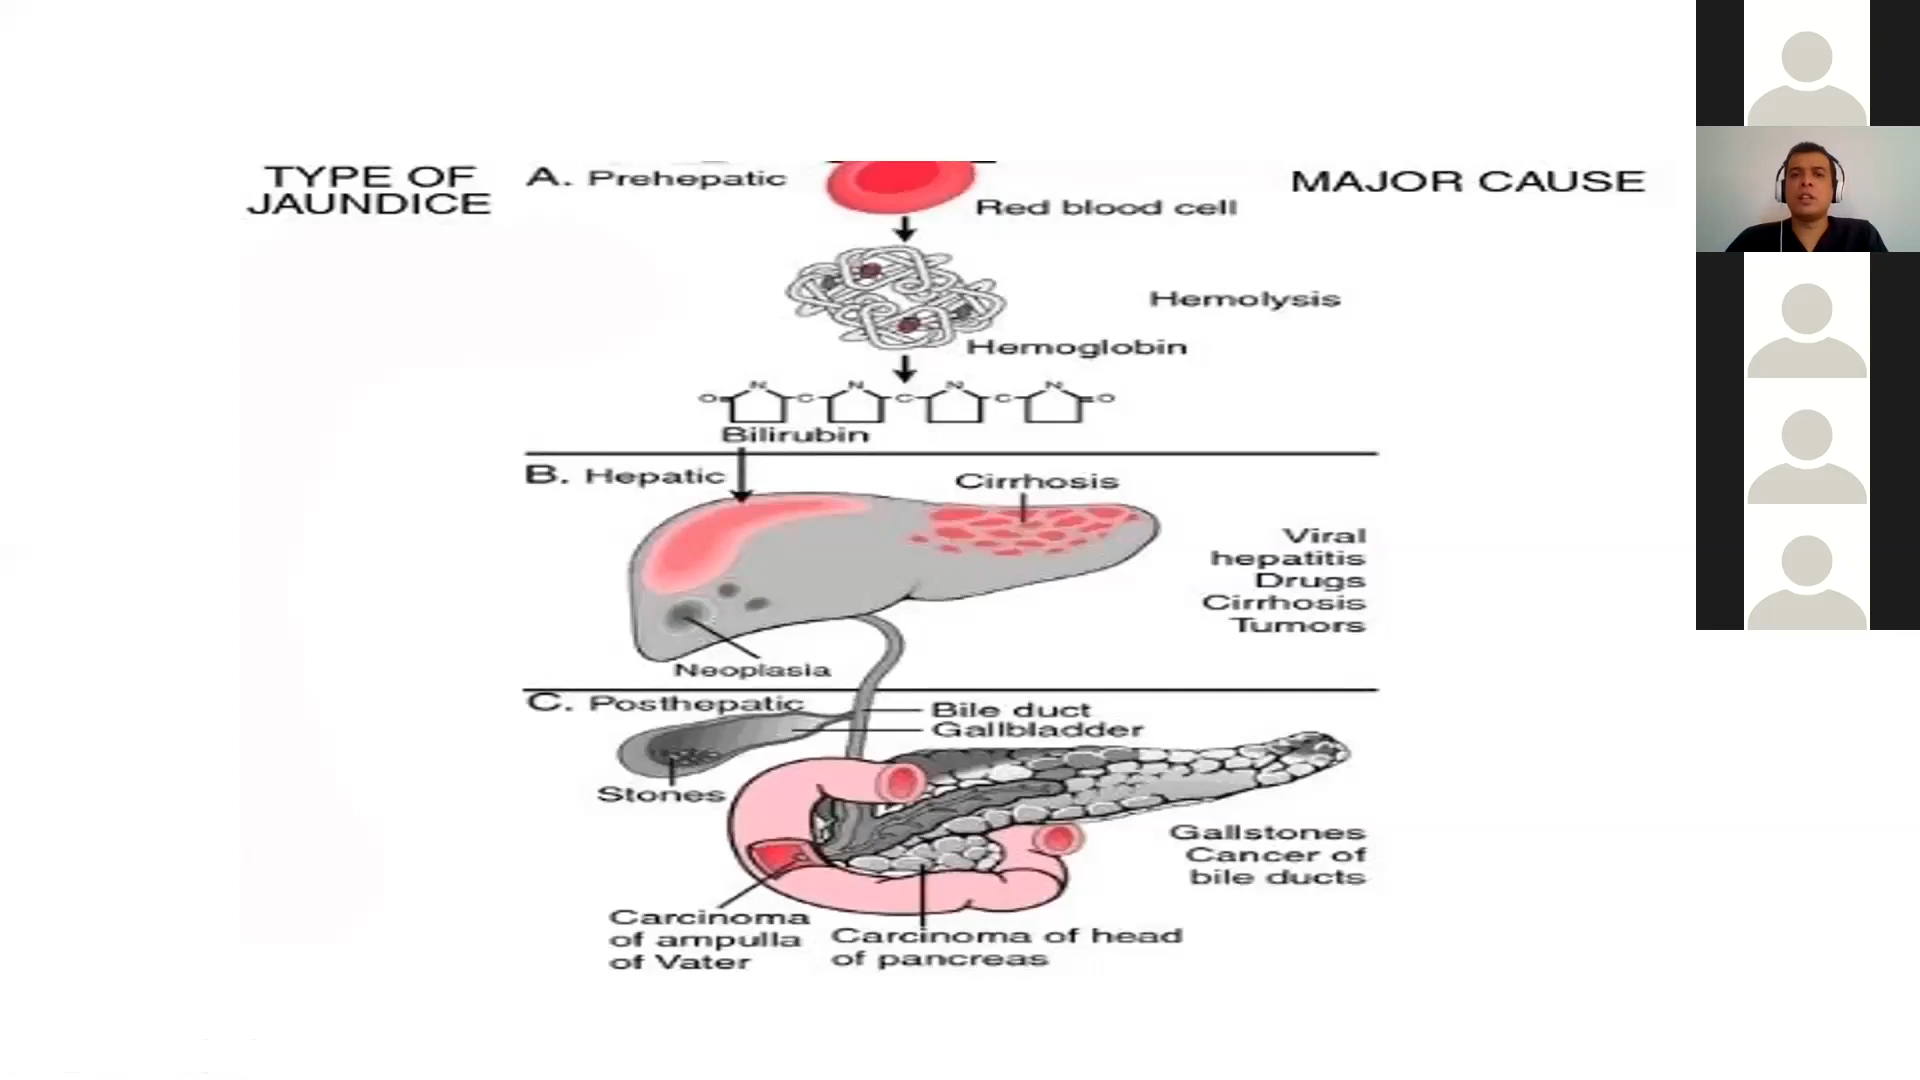 TYPE OF
JAUNDICE
A. Prehepatic
MAJOR CAUSE
Red blood cell
Hemolysis
Hemoglobin
O N C N C N C N O
Bilirubin
B. Hepatic
Cirrhosis
Viral
hepatitis
Drugs
Cirrhosis
Tumors
Neoplasia
C. Posthepatic
Bile duct
Gallbladder
Stones
Gallstones
Cancer of
bile ducts
Carcinoma
of ampulla
of Vater
Carcinoma of head
of pancreas